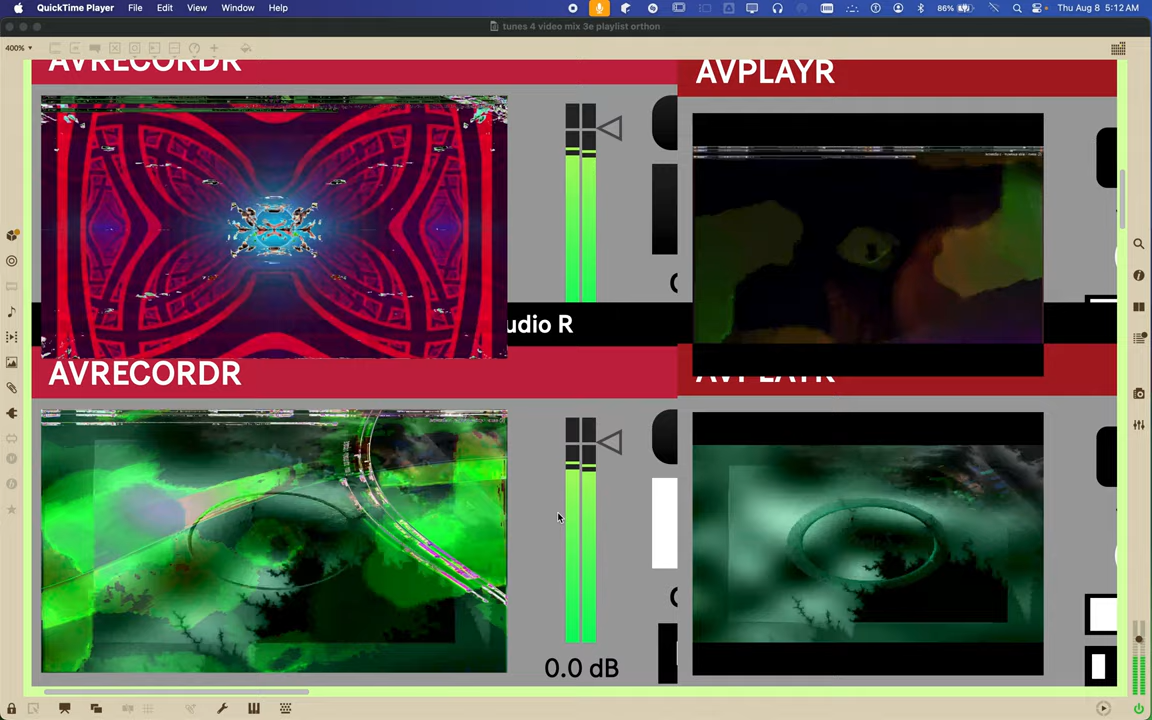 QuickTime Player File Edit View Window Help
86% Thu Aug 8 5:12 AM
tunes 4 video mix 3e playlist orthon
400%
AVRECORDR
AVPLAYR
udio R
AVRECORDR
AVPLAYR
0.0 dB